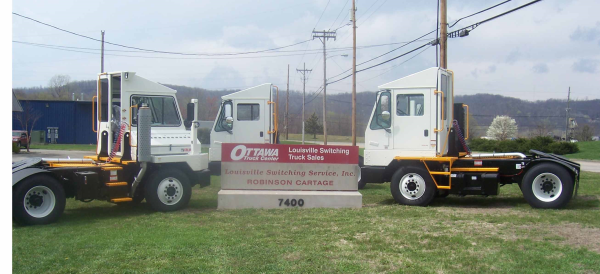 OTTAWA
Truck Center
Louisville Switching
Truck Sales
Louisville Switching Service, Inc.
ROBINSON CARTAGE
7400